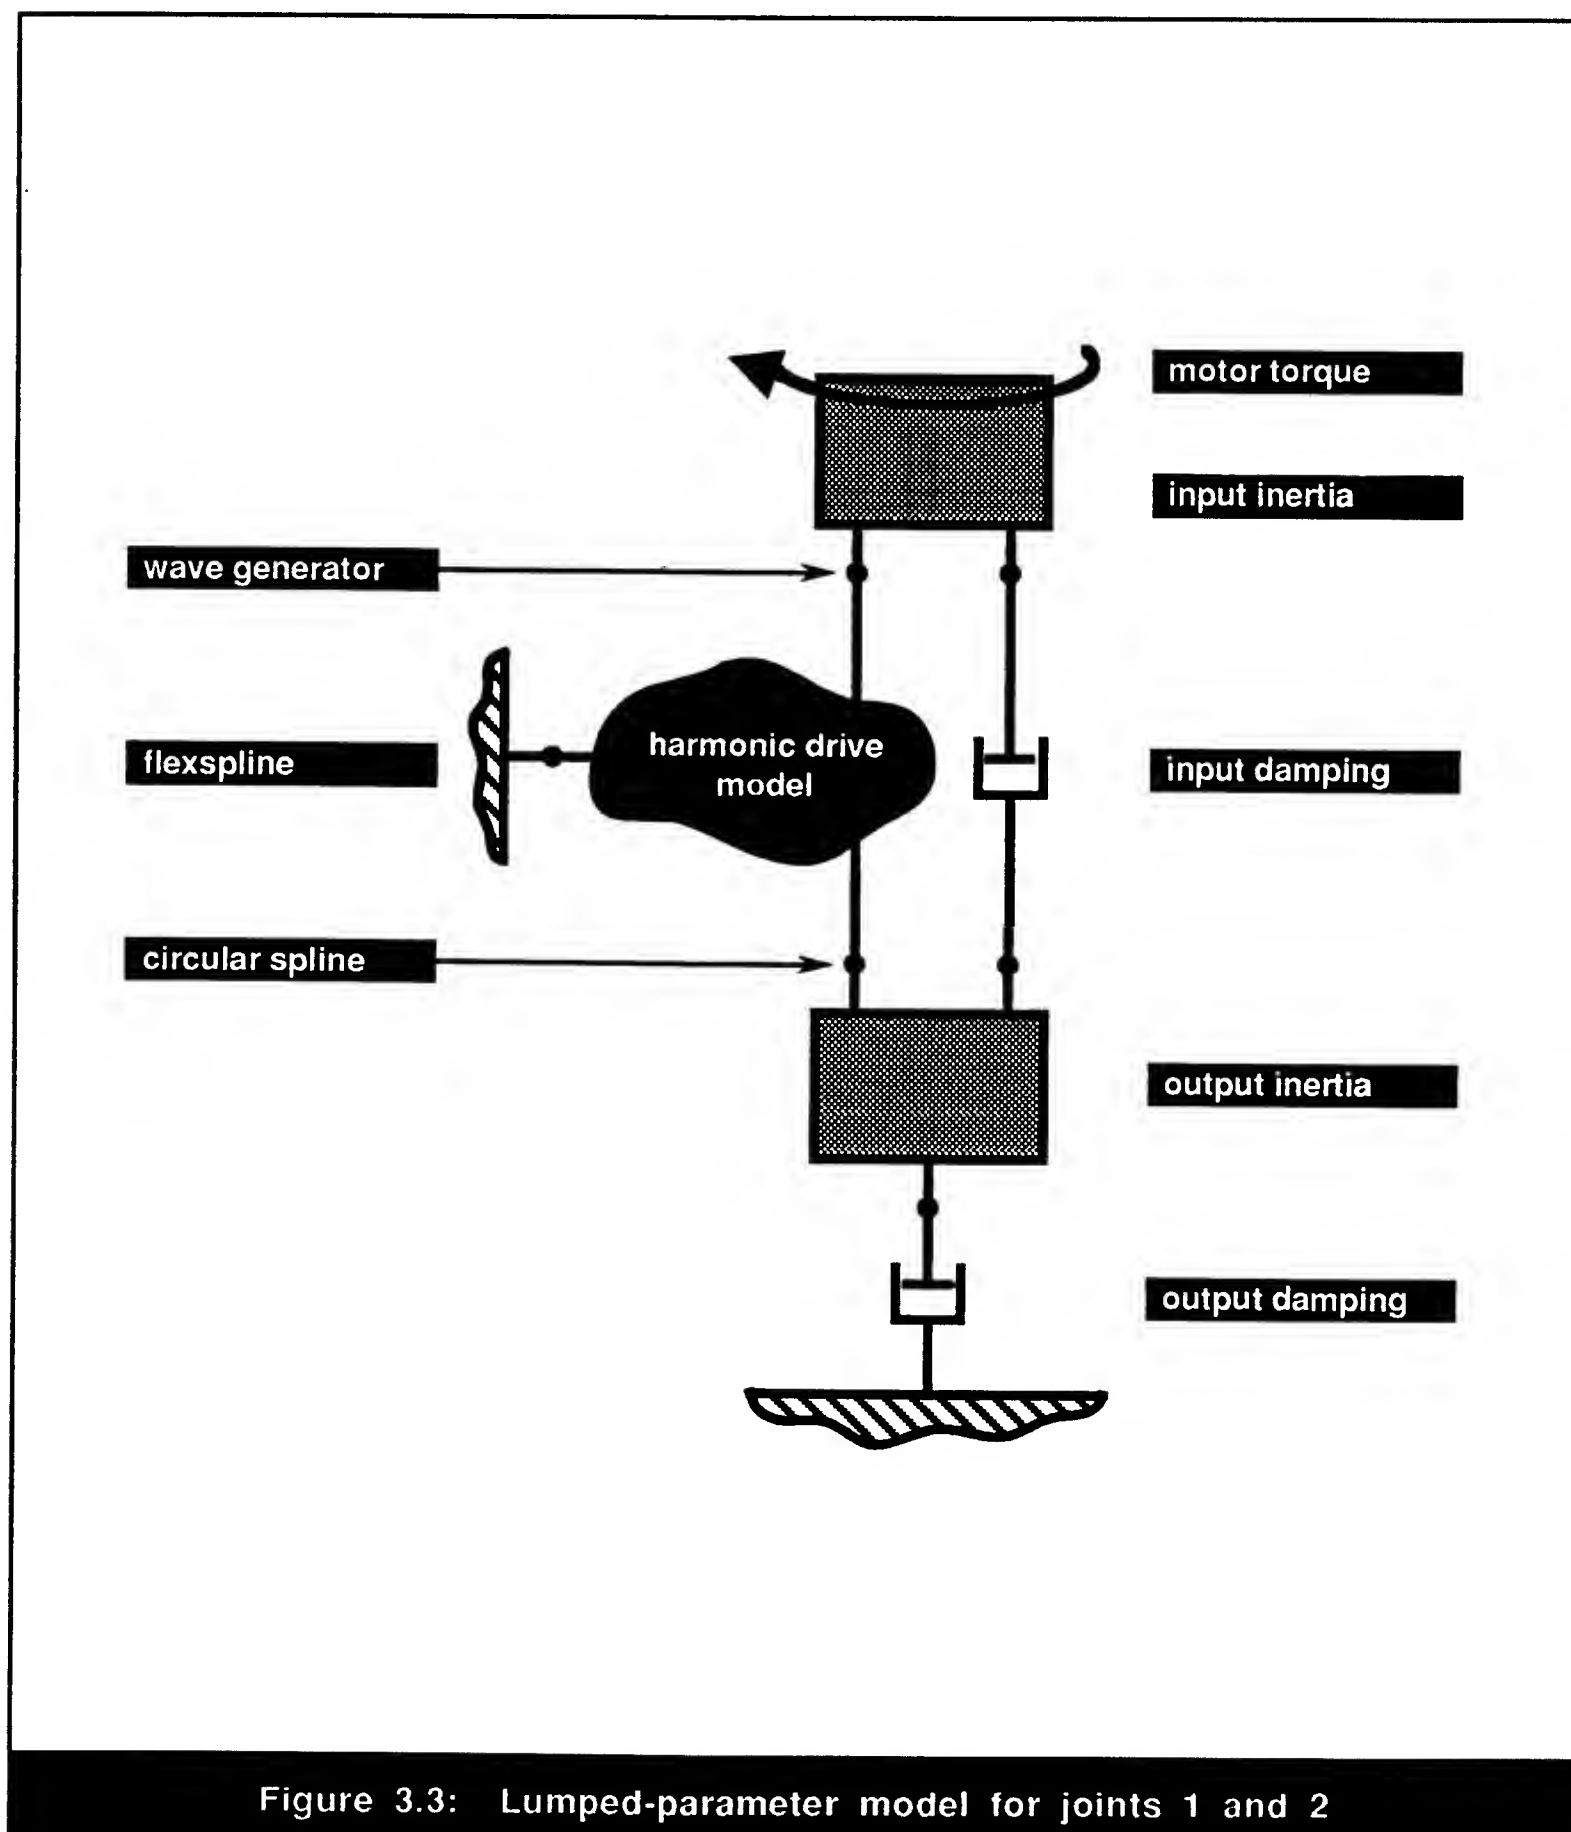 motor torque
input inertia
wave generator
harmonic drive
model
flexspline
input damping
circular spline
output inertia
output damping
Figure 3.3: Lumped-parameter model for joints 1 and 2